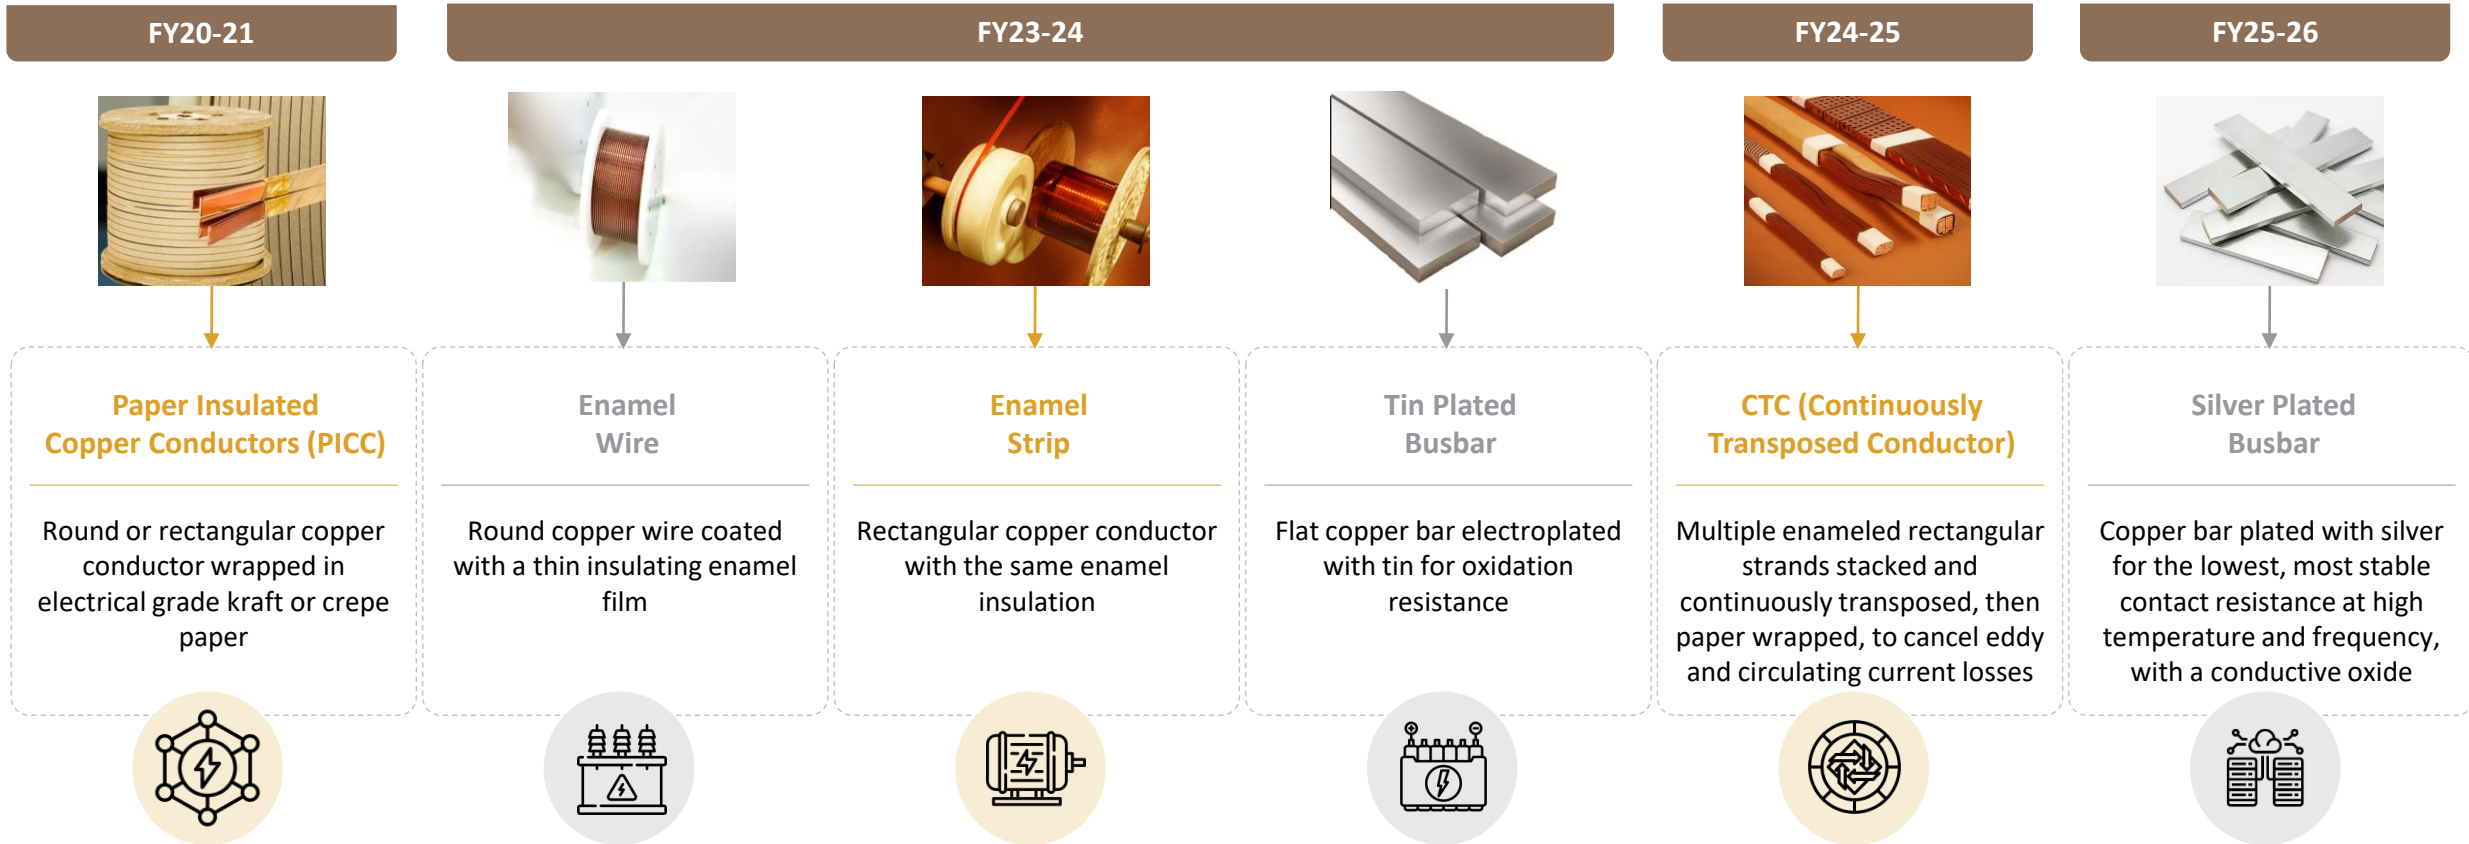 FY20-21
FY23-24
FY24-25
FY25-26
Paper Insulated
Copper Conductors (PICC)
Round or rectangular copper
conductor wrapped in
electrical grade kraft or crepe
paper
Enamel
Wire
Round copper wire coated
with a thin insulating enamel
film
Enamel
Strip
Rectangular copper conductor
with the same enamel
insulation
Tin Plated
Busbar
Flat copper bar electroplated
with tin for oxidation
resistance
CTC (Continuously
Transposed Conductor)
Multiple enameled rectangular
strands stacked and
continuously transposed, then
paper wrapped, to cancel eddy
and circulating current losses
Silver Plated
Busbar
Copper bar plated with silver
for the lowest, most stable
contact resistance at high
temperature and frequency,
with a conductive oxide